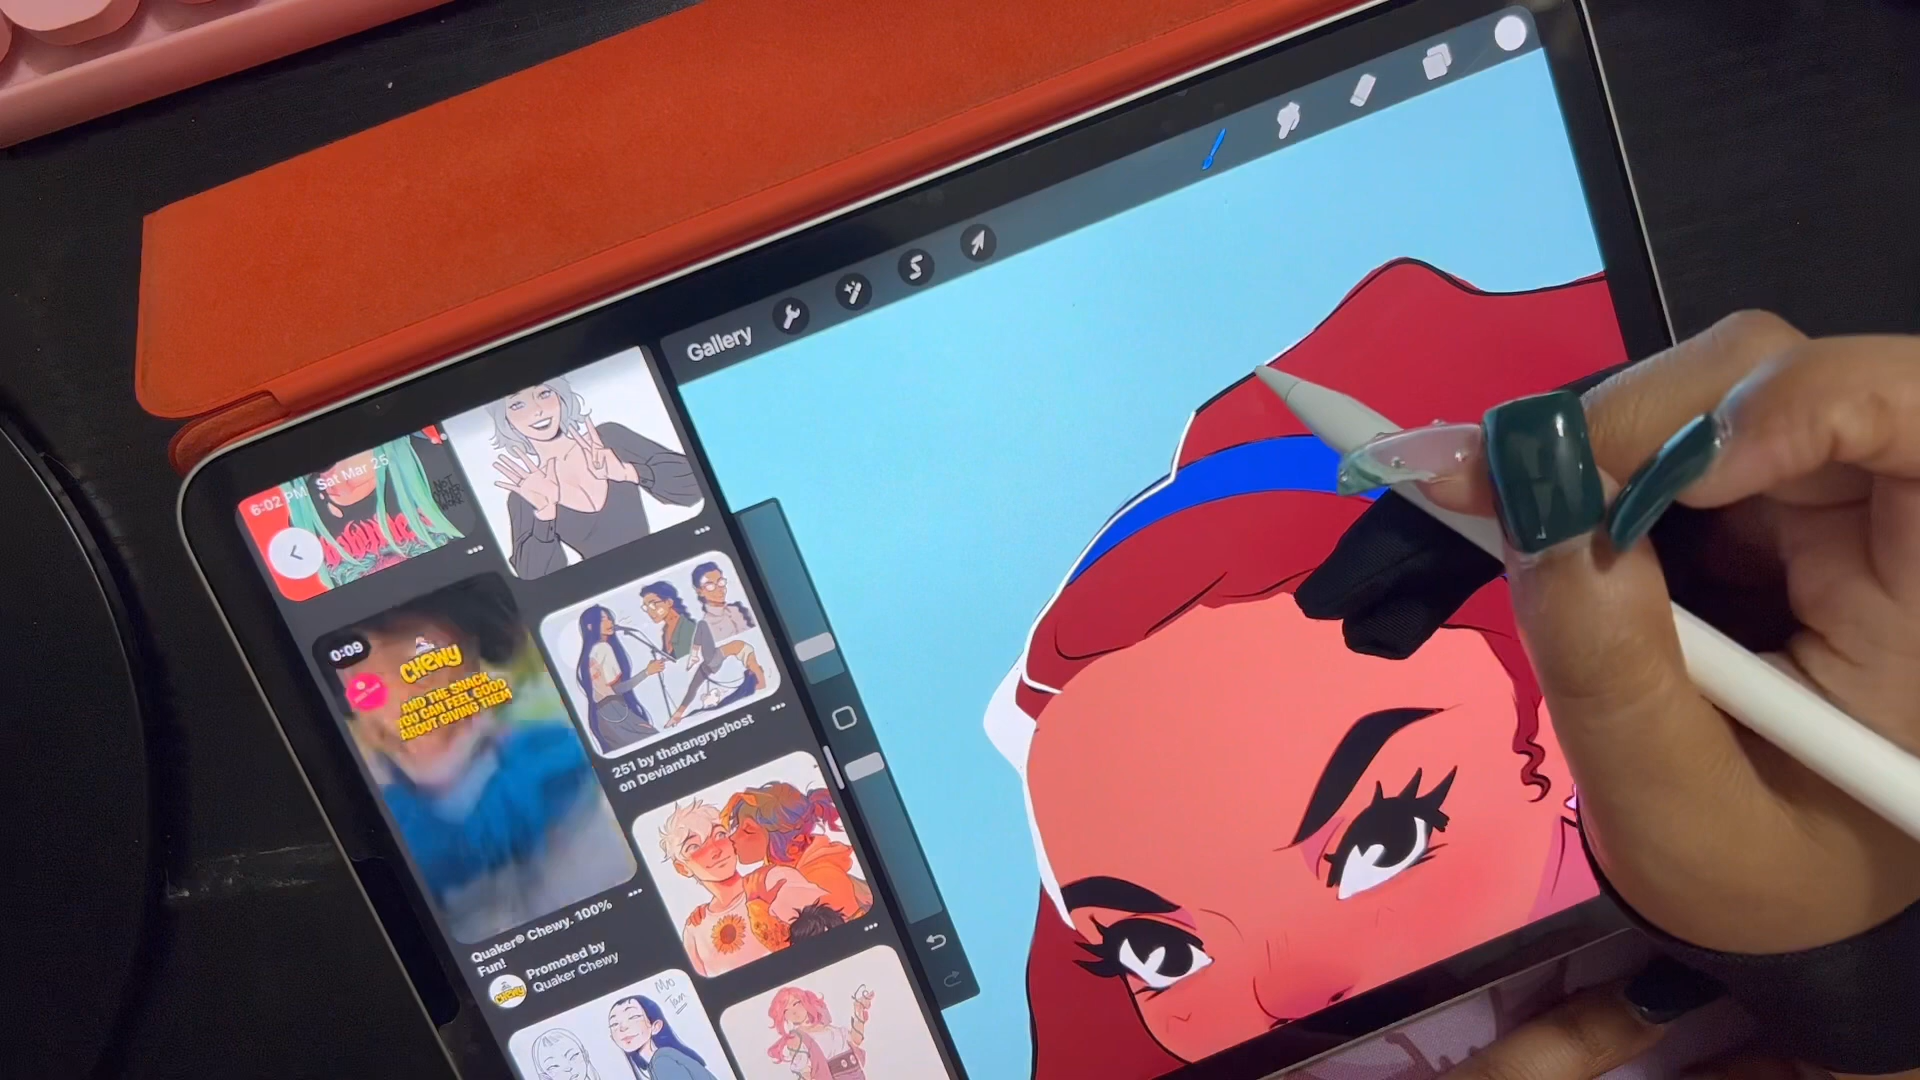 6:02 PM Sat Mar 25
Gallery
0:09
CHEWY
AND THE SNACK
YOU CAN FEEL GOOD
ABOUT GIVING THEM
251 by thatangryghost
on DeviantArt
Quaker® Chewy. 100%
Fun!
Promoted by
Quaker Chewy
CHEWY